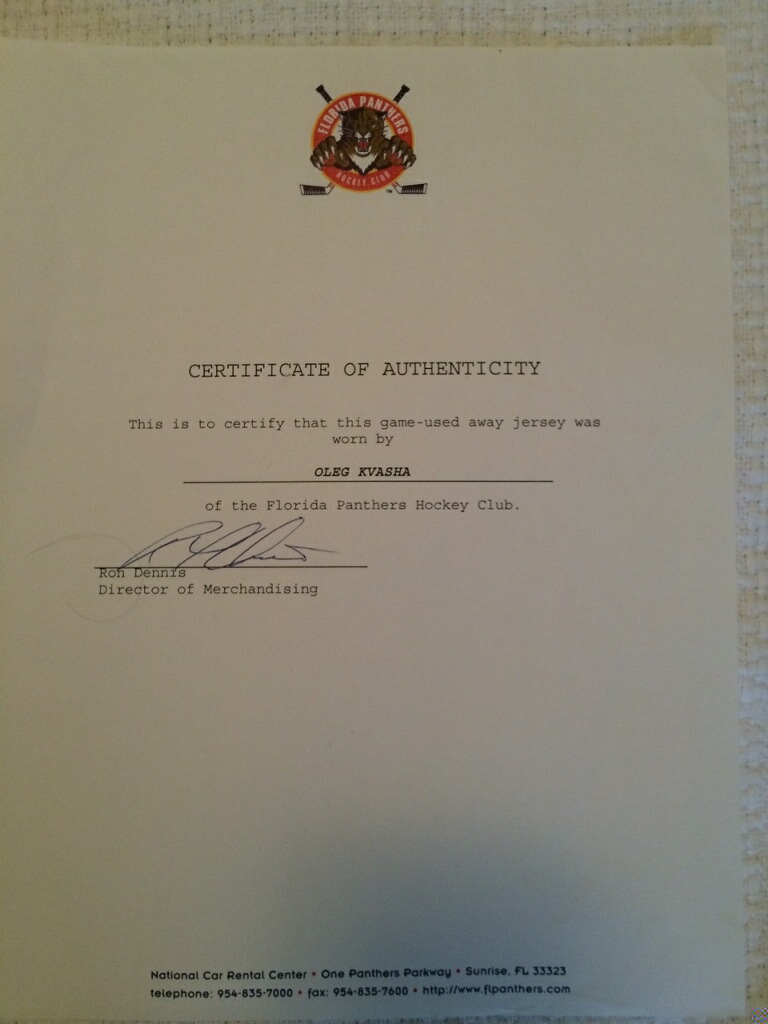 FLORIDA PANTHERS
HOCKEY CLUB
TM
CERTIFICATE OF AUTHENTICITY
This is to certify that this game-used away jersey was
worn by
OLEG KVASHA
of the Florida Panthers Hockey Club.
Ron Dennis
Director of Merchandising
National Car Rental Center • One Panthers Parkway • Sunrise, FL 33323
telephone: 954-835-7000 • fax: 954-835-7600 • http://www.flpanthers.com